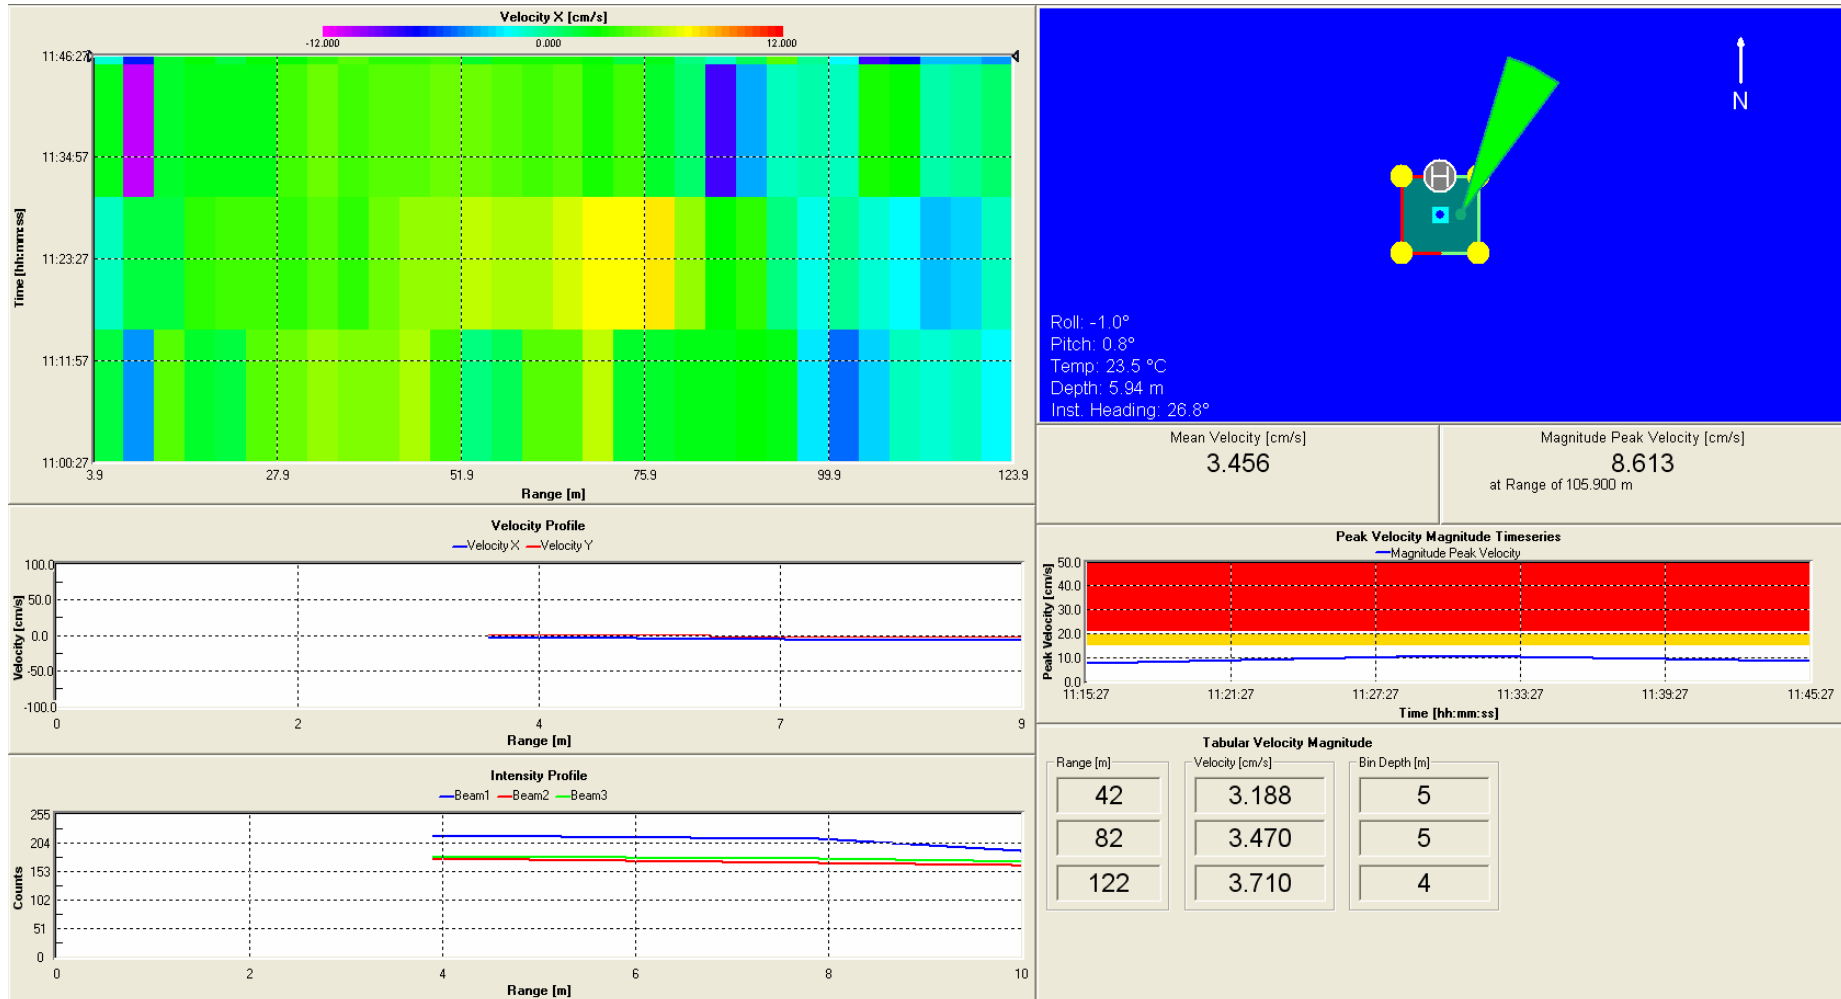 Velocity X [cm/s]
-12.000 0.000 12.000
11:46:27
11:34:57
11:23:27
11:11:57
11:00:27
Time [hh:mm:ss]
3.9 27.9 51.9 75.9 99.9 123.9
Range [m]
N
H
Roll: -1.0°
Pitch: 0.8°
Temp: 23.5 °C
Depth: 5.94 m
Inst. Heading: 26.8°
Mean Velocity [cm/s]
3.456
Magnitude Peak Velocity [cm/s]
8.613
at Range of 105.900 m
Velocity Profile
Velocity X Velocity Y
100.0
50.0
0.0
-50.0
-100.0
Velocity [cm/s]
0 2 4 7 9
Range [m]
Peak Velocity Magnitude Timeseries
Magnitude Peak Velocity
50.0
40.0
30.0
20.0
10.0
0.0
Peak Velocity [cm/s]
11:15:27 11:21:27 11:27:27 11:33:27 11:39:27 11:45:27
Time [hh:mm:ss]
Intensity Profile
Beam1 Beam2 Beam3
255
204
153
102
51
0
Counts
0 2 4 6 8 10
Range [m]
Tabular Velocity Magnitude
Range [m] Velocity [cm/s] Bin Depth [m]
42 3.188 5
82 3.470 5
122 3.710 4